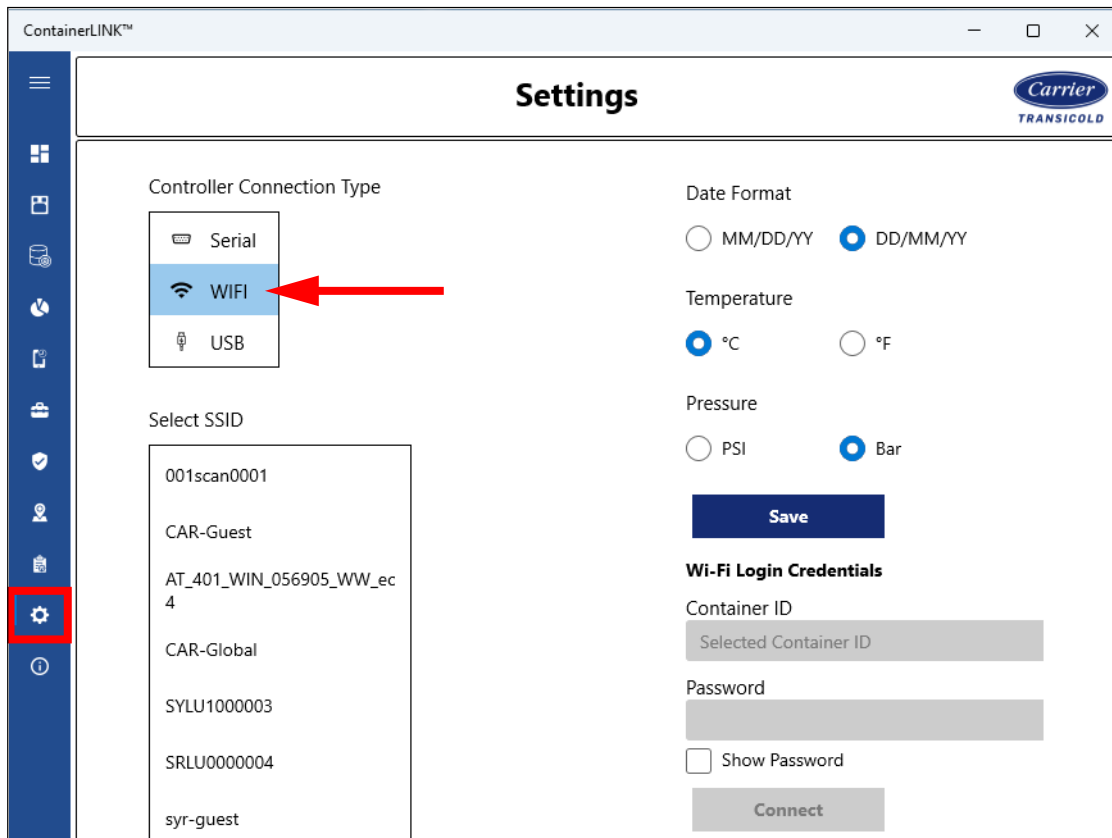 ContainerLINK™
Settings
Carrier
TRANSICOLD
Controller Connection Type
Serial
WIFI
USB
Select SSID
001scan0001
CAR-Guest
AT_401_WIN_056905_WW_ec
4
CAR-Global
SYLU1000003
SRLU0000004
syr-guest
Date Format
MM/DD/YY DD/MM/YY
Temperature
°C °F
Pressure
PSI Bar
Save
Wi-Fi Login Credentials
Container ID
Selected Container ID
Password
Show Password
Connect